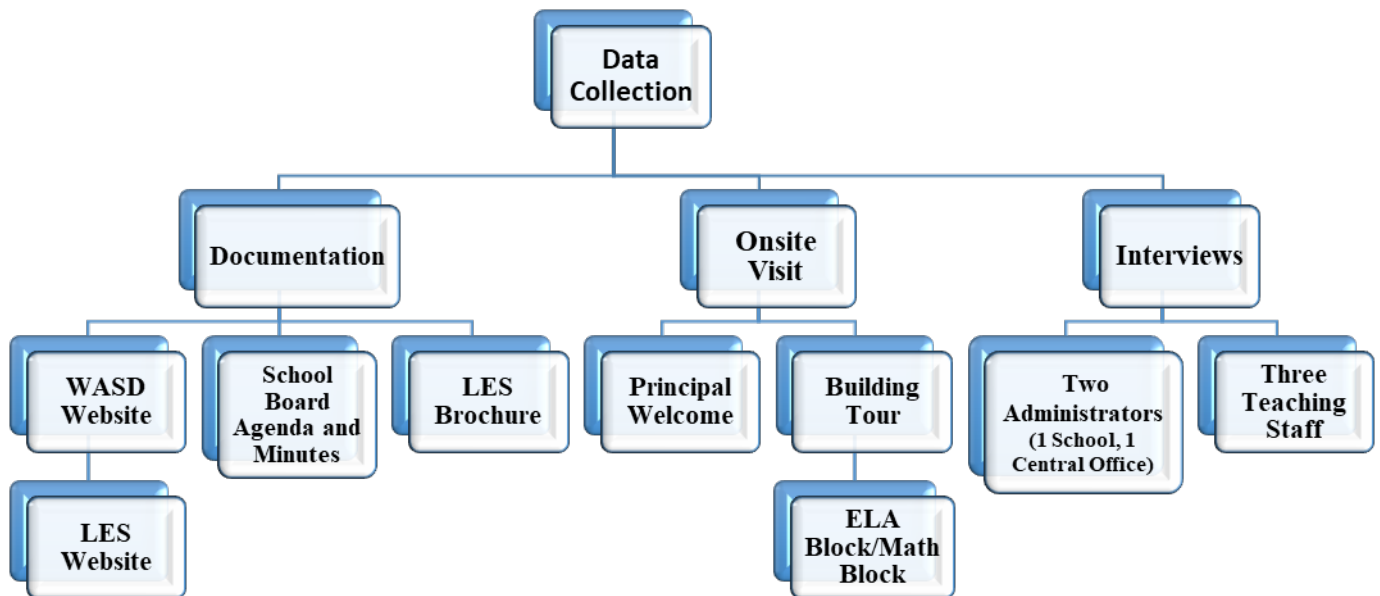 Data
Collection
Documentation
Onsite
Visit
Interviews
WASD
Website
School
Board
Agenda and
Minutes
LES
Brochure
Principal
Welcome
Building
Tour
Two
Administrators
(1 School, 1
Central Office)
Three
Teaching
Staff
LES
Website
ELA
Block/Math
Block